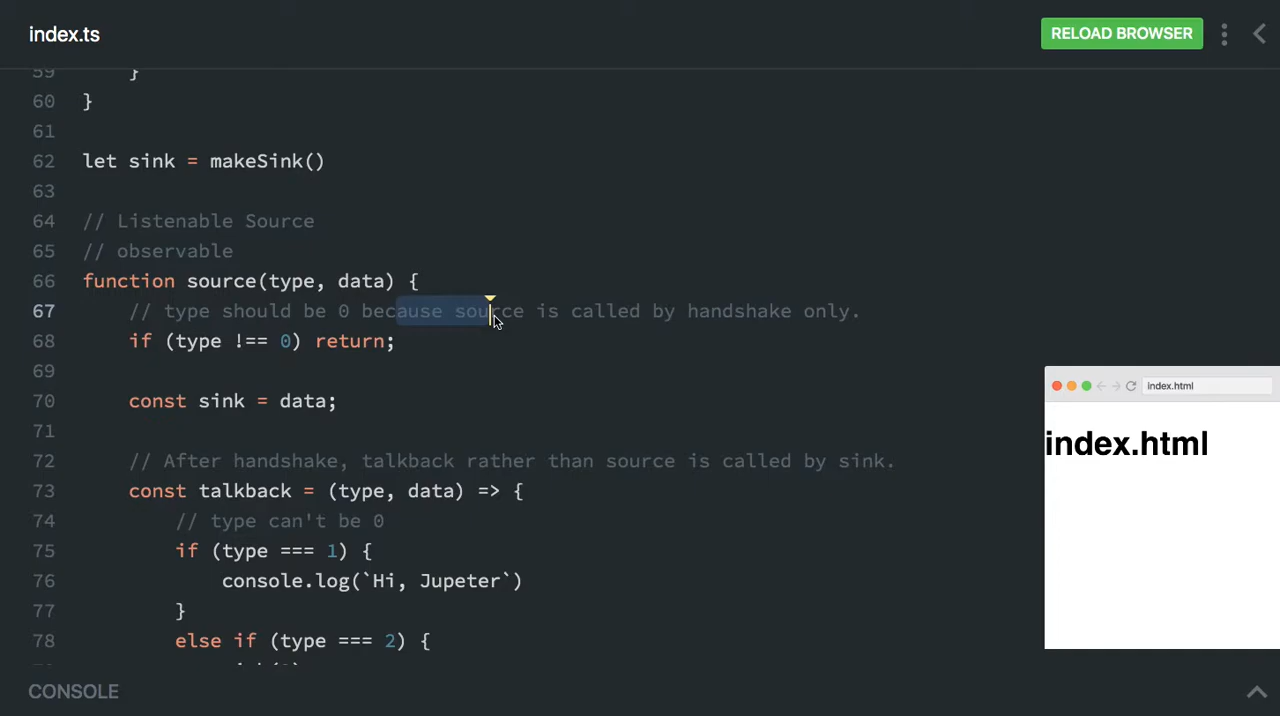 index.ts
RELOAD BROWSER
59 }
60 }
61
62 let sink = makeSink()
63
64 // Listenable Source
65 // observable
66 function source(type, data) {
67 // type should be 0 because source is called by handshake only.
68 if (type !== 0) return;
69
70 const sink = data;
71
72 // After handshake, talkback rather than source is called by sink.
73 const talkback = (type, data) => {
74 // type can't be 0
75 if (type === 1) {
76 console.log(`Hi, Jupeter`)
77 }
78 else if (type === 2) {
index.html
index.html
CONSOLE